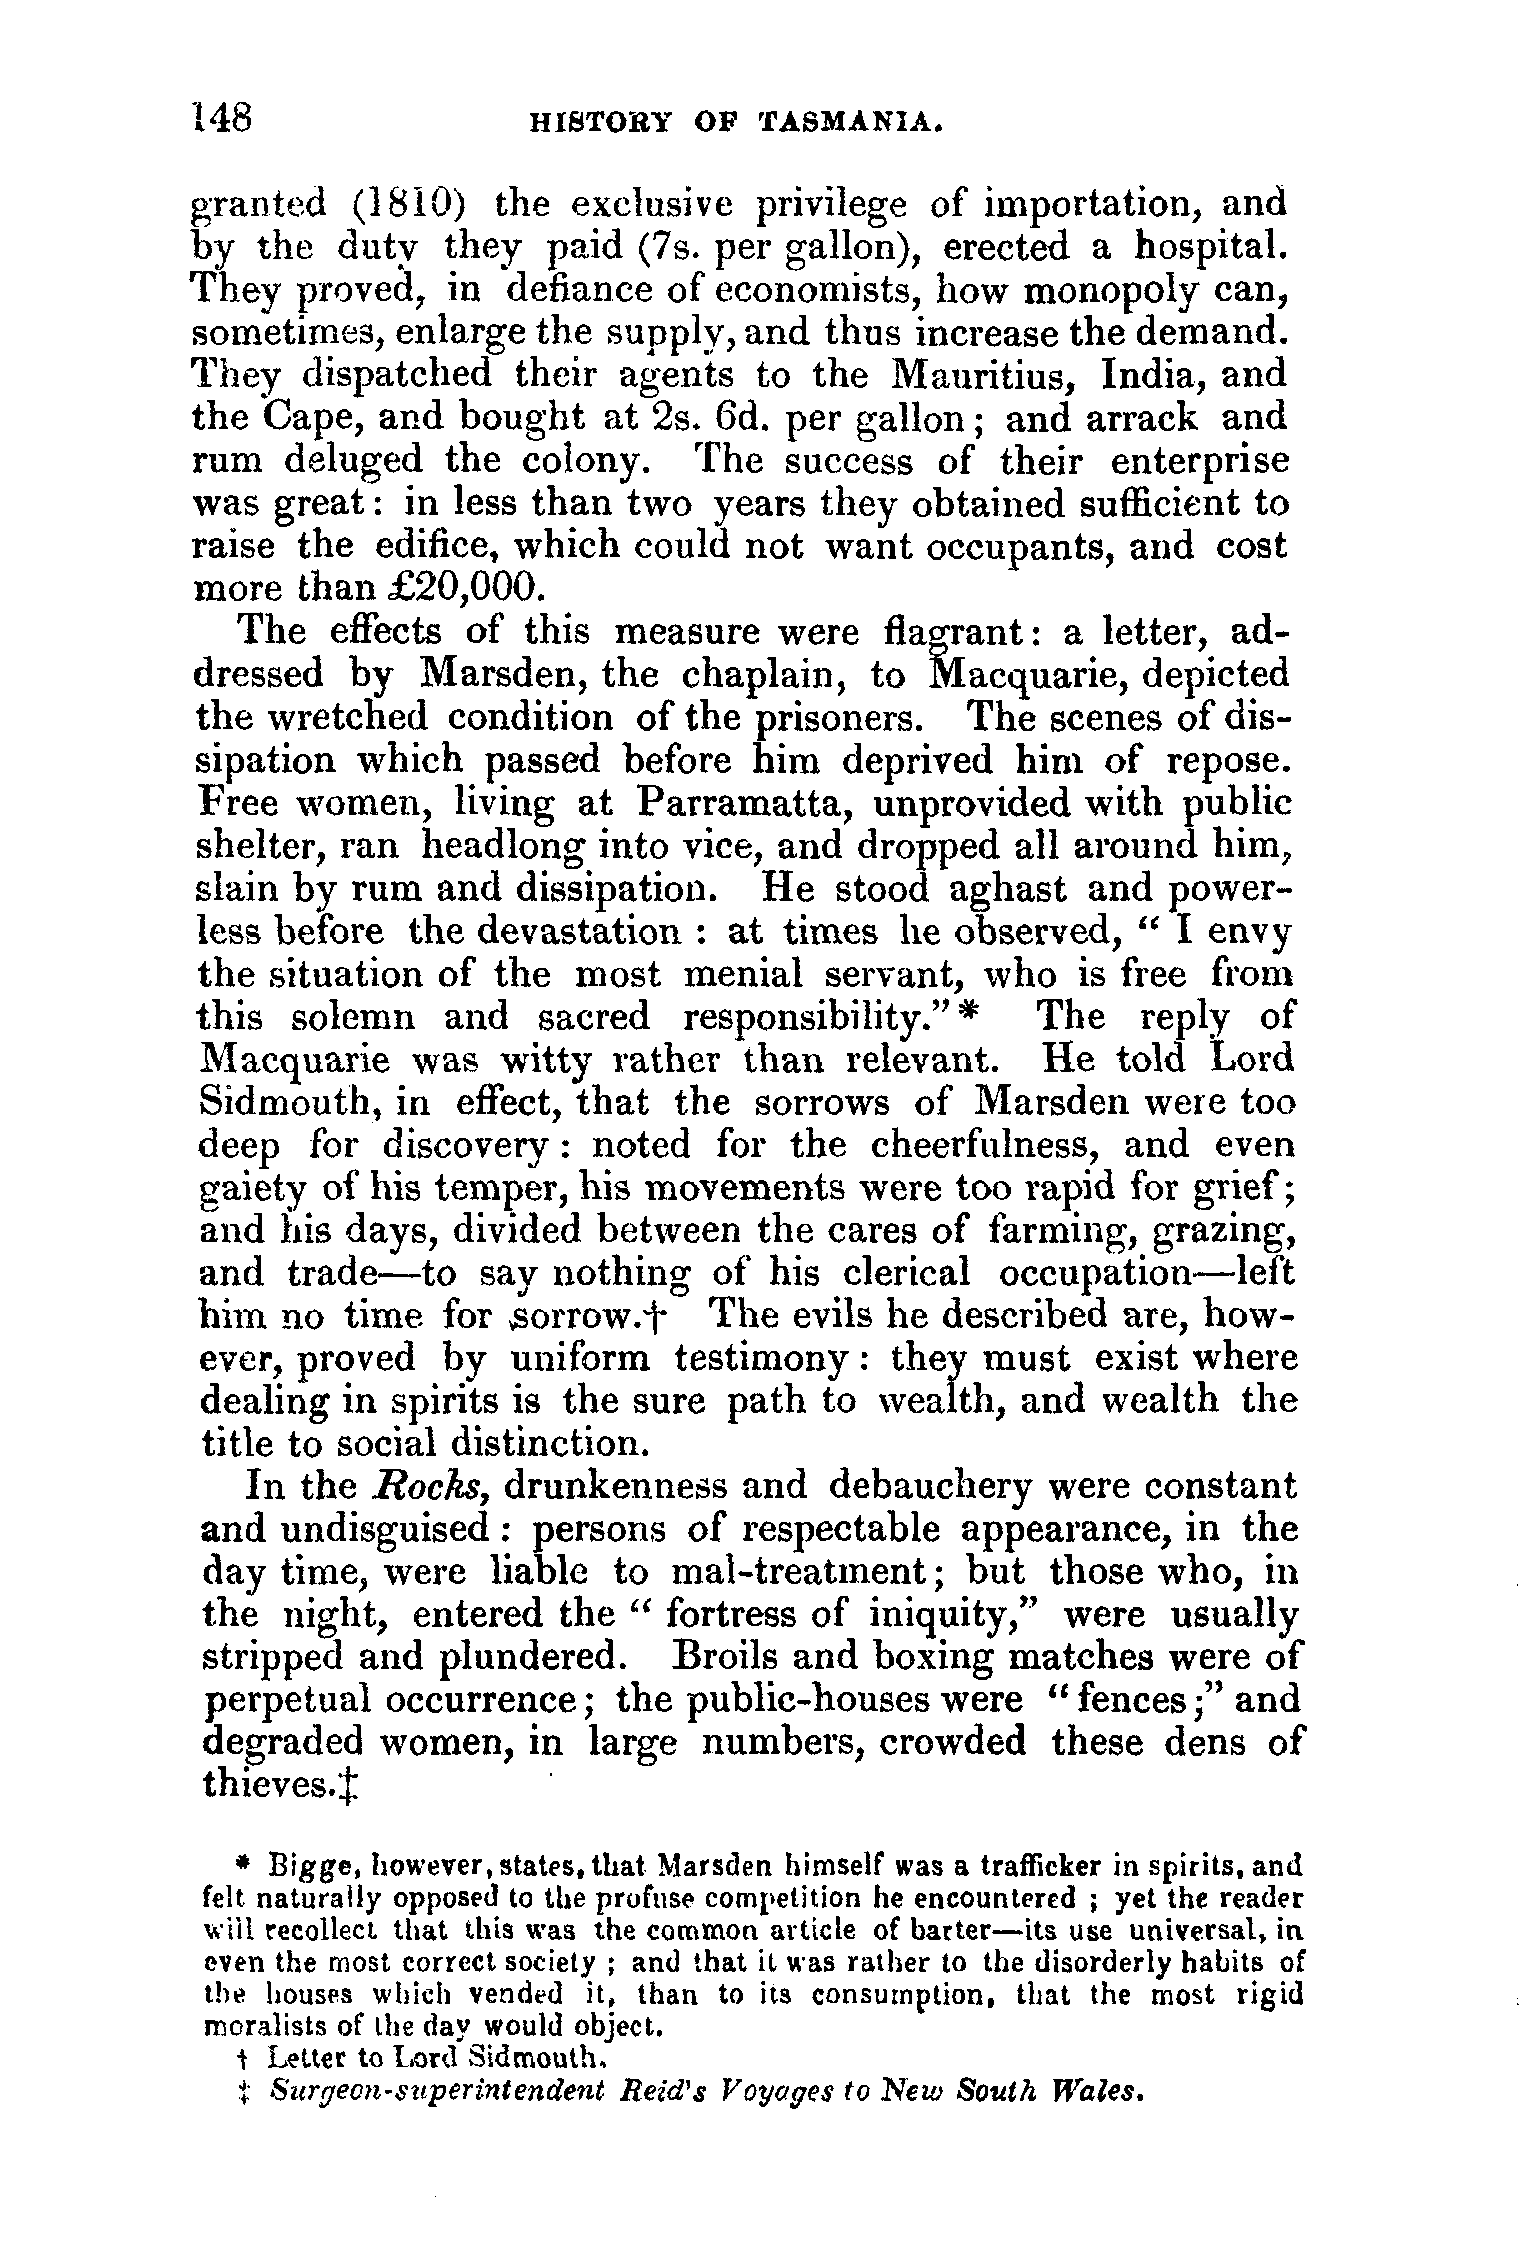 148 HISTORY OF TASMANIA.
granted (1810) the exclusive privilege of importation, and
by the duty they paid (7s. per gallon), erected a hospital.
They proved, in defiance of economists, how monopoly can,
sometimes, enlarge the supply, and thus increase the demand.
They dispatched their agents to the Mauritius, India, and
the Cape, and bought at 2s. 6d. per gallon; and arrack and
rum deluged the colony. The success of their enterprise
was great: in less than two years they obtained sufficient to
raise the edifice, which could not want occupants, and cost
more than £20,000.
The effects of this measure were flagrant: a letter, ad-
dressed by Marsden, the chaplain, to Macquarie, depicted
the wretched condition of the prisoners. The scenes of dis-
sipation which passed before him deprived him of repose.
Free women, living at Parramatta, unprovided with public
shelter, ran headlong into vice, and dropped all around him,
slain by rum and dissipation. He stood aghast and power-
less before the devastation : at times he observed, " I envy
the situation of the most menial servant, who is free from
this solemn and sacred responsibility."* The reply of
Macquarie was witty rather than relevant. He told Lord
Sidmouth, in effect, that the sorrows of Marsden were too
deep for discovery : noted for the cheerfulness, and even
gaiety of his temper, his movements were too rapid for grief;
and his days, divided between the cares of farming, grazing,
and trade—to say nothing of his clerical occupation—left
him no time for sorrow.† The evils he described are, how-
ever, proved by uniform testimony : they must exist where
dealing in spirits is the sure path to wealth, and wealth the
title to social distinction.
In the Rocks, drunkenness and debauchery were constant
and undisguised : persons of respectable appearance, in the
day time, were liable to mal-treatment; but those who, in
the night, entered the " fortress of iniquity," were usually
stripped and plundered. Broils and boxing matches were of
perpetual occurrence; the public-houses were " fences;" and
degraded women, in large numbers, crowded these dens of
thieves.‡
* Bigge, however, states, that Marsden himself was a trafficker in spirits, and
felt naturally opposed to the profuse competition he encountered ; yet the reader
will recollect that this was the common article of barter—its use universal, in
even the most correct society ; and that it was rather to the disorderly habits of
the houses which vended it, than to its consumption, that the most rigid
moralists of the day would object.
† Letter to Lord Sidmouth.
‡ Surgeon-superintendent Reid's Voyages to New South Wales.